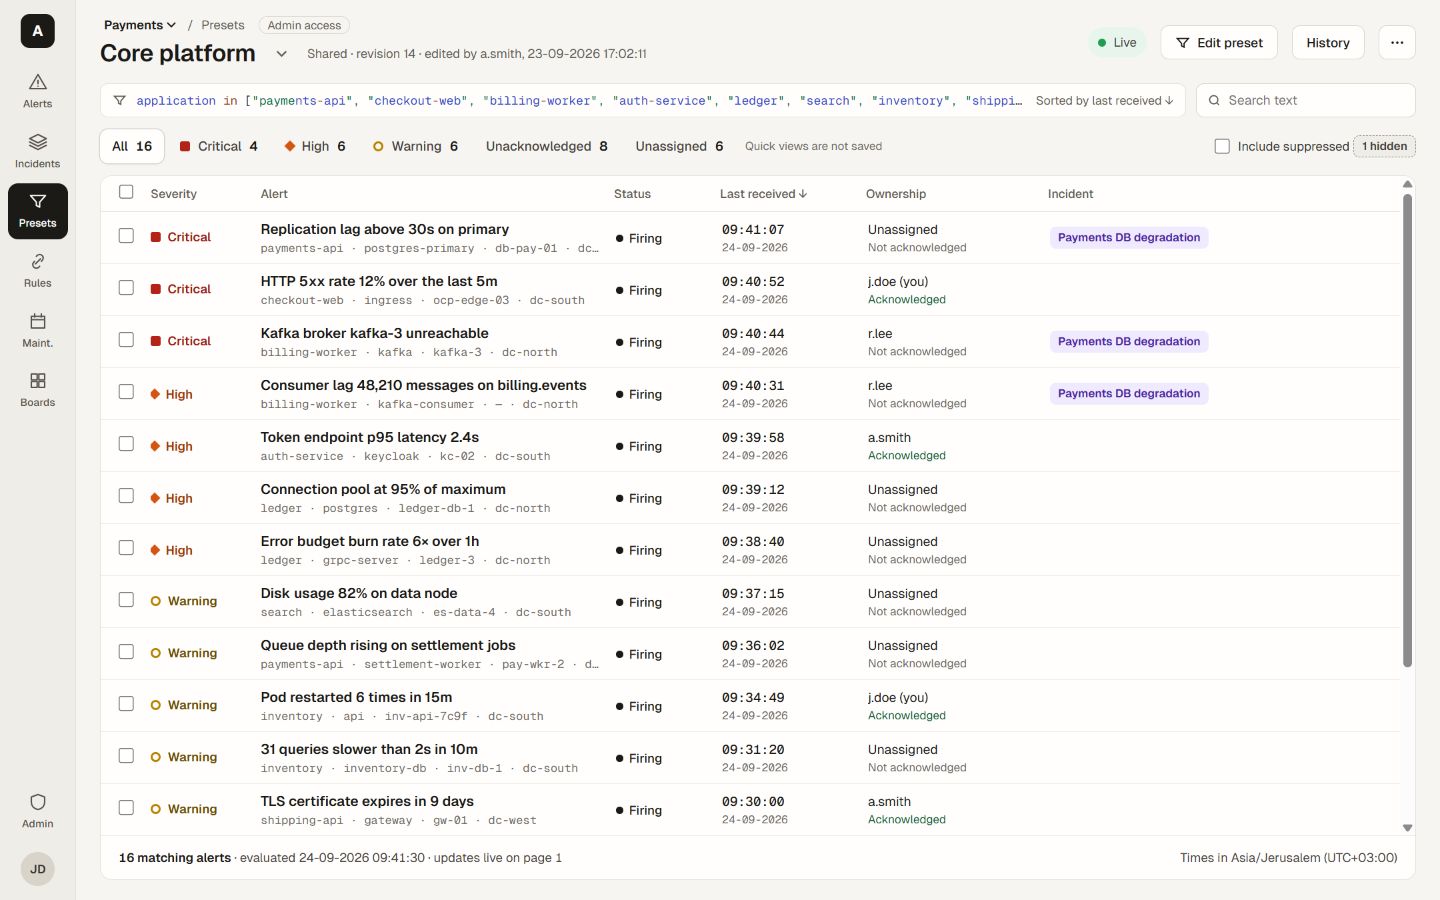 A
Alerts
Incidents
Presets
Rules
Maint.
Boards
Admin
JD
Payments / Presets Admin access
Core platform Shared · revision 14 · edited by a.smith, 23-09-2026 17:02:11
Live Edit preset History ...
application in ["payments-api", "checkout-web", "billing-worker", "auth-service", "ledger", "search", "inventory", "shippi… Sorted by last received ↓ Search text
All 16 Critical 4 High 6 Warning 6 Unacknowledged 8 Unassigned 6 Quick views are not saved Include suppressed 1 hidden
Severity Alert Status Last received ↓ Ownership Incident
Critical Replication lag above 30s on primary Firing 09:41:07 Unassigned Payments DB degradation
payments-api · postgres-primary · db-pay-01 · dc… 24-09-2026 Not acknowledged
Critical HTTP 5xx rate 12% over the last 5m Firing 09:40:52 j.doe (you)
checkout-web · ingress · ocp-edge-03 · dc-south 24-09-2026 Acknowledged
Critical Kafka broker kafka-3 unreachable Firing 09:40:44 r.lee Payments DB degradation
billing-worker · kafka · kafka-3 · dc-north 24-09-2026 Not acknowledged
High Consumer lag 48,210 messages on billing.events Firing 09:40:31 r.lee Payments DB degradation
billing-worker · kafka-consumer · — · dc-north 24-09-2026 Not acknowledged
High Token endpoint p95 latency 2.4s Firing 09:39:58 a.smith
auth-service · keycloak · kc-02 · dc-south 24-09-2026 Acknowledged
High Connection pool at 95% of maximum Firing 09:39:12 Unassigned
ledger · postgres · ledger-db-1 · dc-north 24-09-2026 Not acknowledged
High Error budget burn rate 6× over 1h Firing 09:38:40 Unassigned
ledger · grpc-server · ledger-3 · dc-north 24-09-2026 Not acknowledged
Warning Disk usage 82% on data node Firing 09:37:15 Unassigned
search · elasticsearch · es-data-4 · dc-south 24-09-2026 Not acknowledged
Warning Queue depth rising on settlement jobs Firing 09:36:02 Unassigned
payments-api · settlement-worker · pay-wkr-2 · d… 24-09-2026 Not acknowledged
Warning Pod restarted 6 times in 15m Firing 09:34:49 j.doe (you)
inventory · api · inv-api-7c9f · dc-south 24-09-2026 Acknowledged
Warning 31 queries slower than 2s in 10m Firing 09:31:20 Unassigned
inventory · inventory-db · inv-db-1 · dc-south 24-09-2026 Not acknowledged
Warning TLS certificate expires in 9 days Firing 09:30:00 a.smith
shipping-api · gateway · gw-01 · dc-west 24-09-2026 Acknowledged
16 matching alerts · evaluated 24-09-2026 09:41:30 · updates live on page 1 Times in Asia/Jerusalem (UTC+03:00)